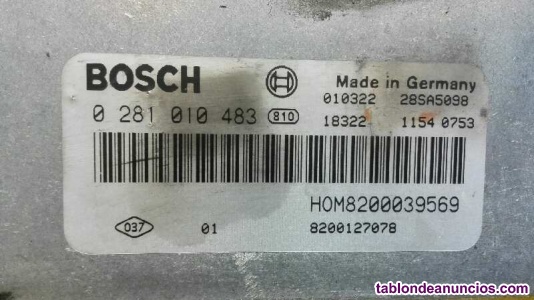 BOSCH
Made in Germany
010322 28SA5098
0 281 010 483 810
18322 1154 0753
HOM8200039569
037 01 8200127078
tablondeanuncios.com